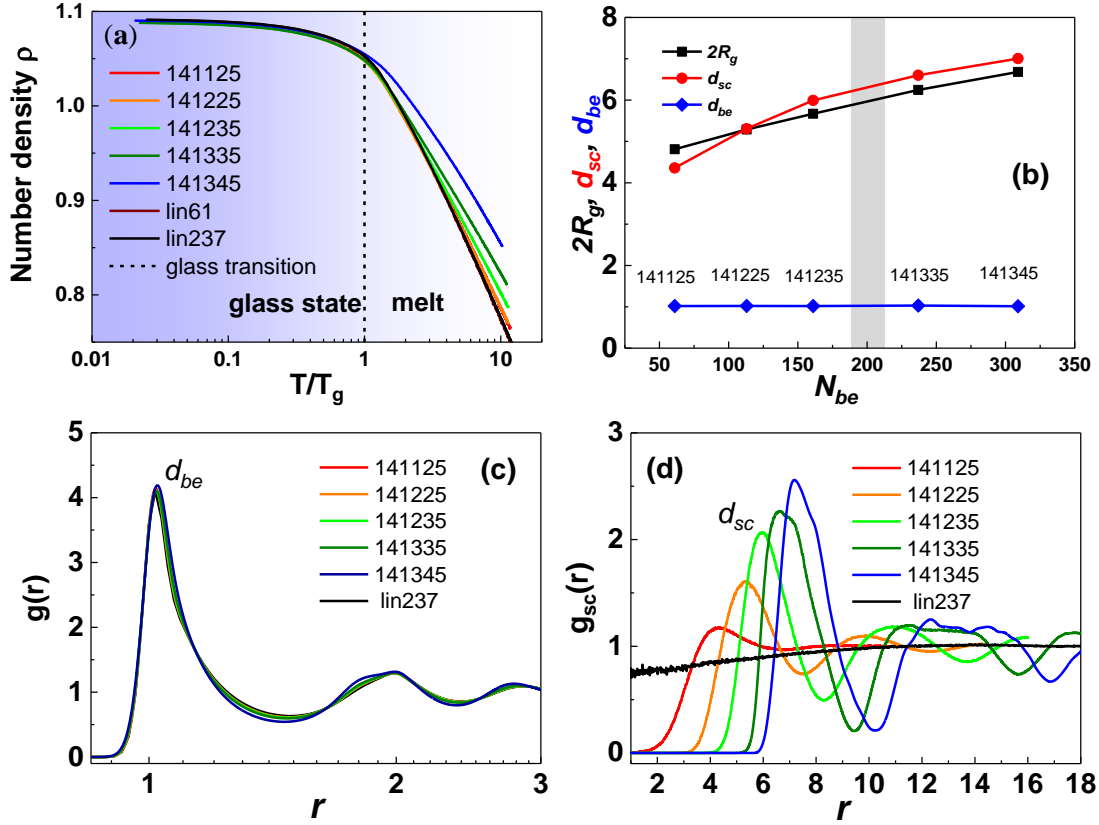 (a)
Number density ρ
1.1
1.0
0.9
0.8
141125
141225
141235
141335
141345
lin61
lin237
glass transition
glass state
melt
0.01
0.1
1
10
T/Tg
(b)
2Rg, dsc, dbe
8
6
4
2
0
2Rg
dsc
dbe
141125
141225
141235
141335
141345
50
100
150
200
250
300
350
Nbe
(c)
g(r)
5
4
3
2
1
0
dbe
141125
141225
141235
141335
141345
lin237
1
2
3
r
(d)
gsc(r)
3
2
1
0
dsc
141125
141225
141235
141335
141345
lin237
2
4
6
8
10
12
14
16
18
r